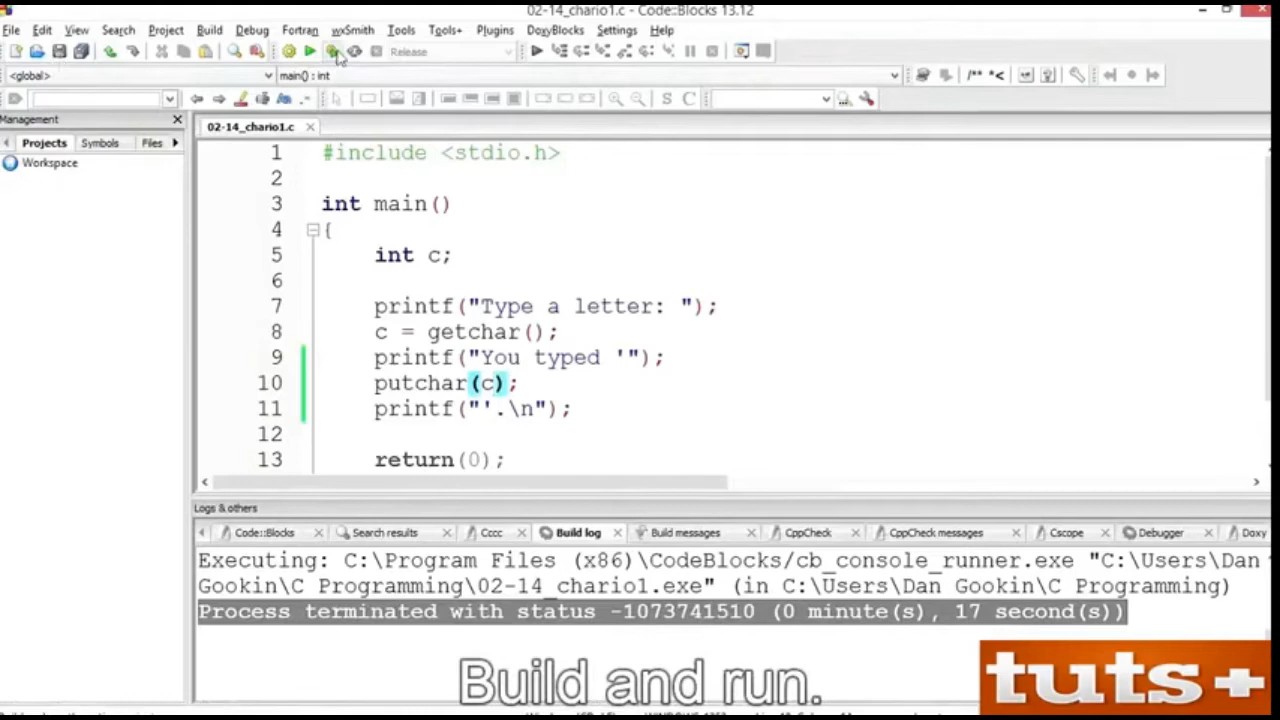 02-14_chario1.c - Code::Blocks 13.12
File Edit View Search Project Build Debug Fortran wxSmith Tools Tools+ Plugins DoxyBlocks Settings Help
Release
<global> main() : int
/** *<
S C
Management
Projects Symbols Files
Workspace
02-14_chario1.c
1 #include <stdio.h>
2
3 int main()
4 {
5 int c;
6
7 printf("Type a letter: ");
8 c = getchar();
9 printf("You typed '");
10 putchar(c);
11 printf("'.\n");
12
13 return(0);
Logs & others
Code::Blocks Search results Cccc Build log Build messages CppCheck CppCheck messages Cscope Debugger Doxy
Executing: C:\Program Files (x86)\CodeBlocks/cb_console_runner.exe "C:\Users\Dan
Gookin\C Programming\02-14_chario1.exe" (in C:\Users\Dan Gookin\C Programming)
Process terminated with status -1073741510 (0 minute(s), 17 second(s))
Build and run.
tuts+